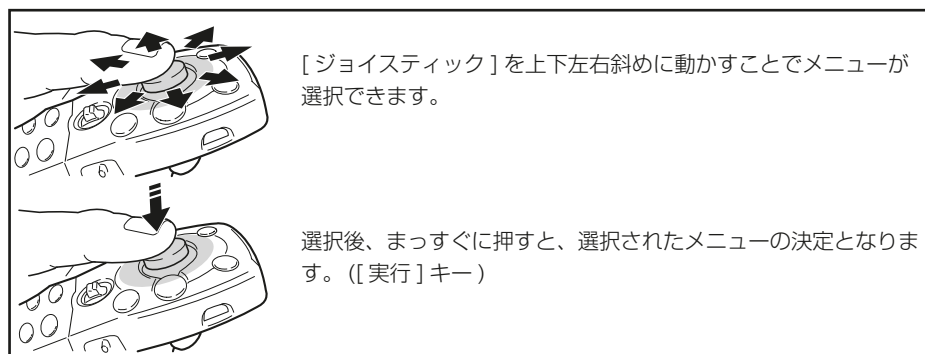 [ ジョイスティック ] を上下左右斜めに動かすことでメニューが
選択できます。
選択後、まっすぐに押すと、選択されたメニューの決定となりま
す。([ 実行 ] キー )